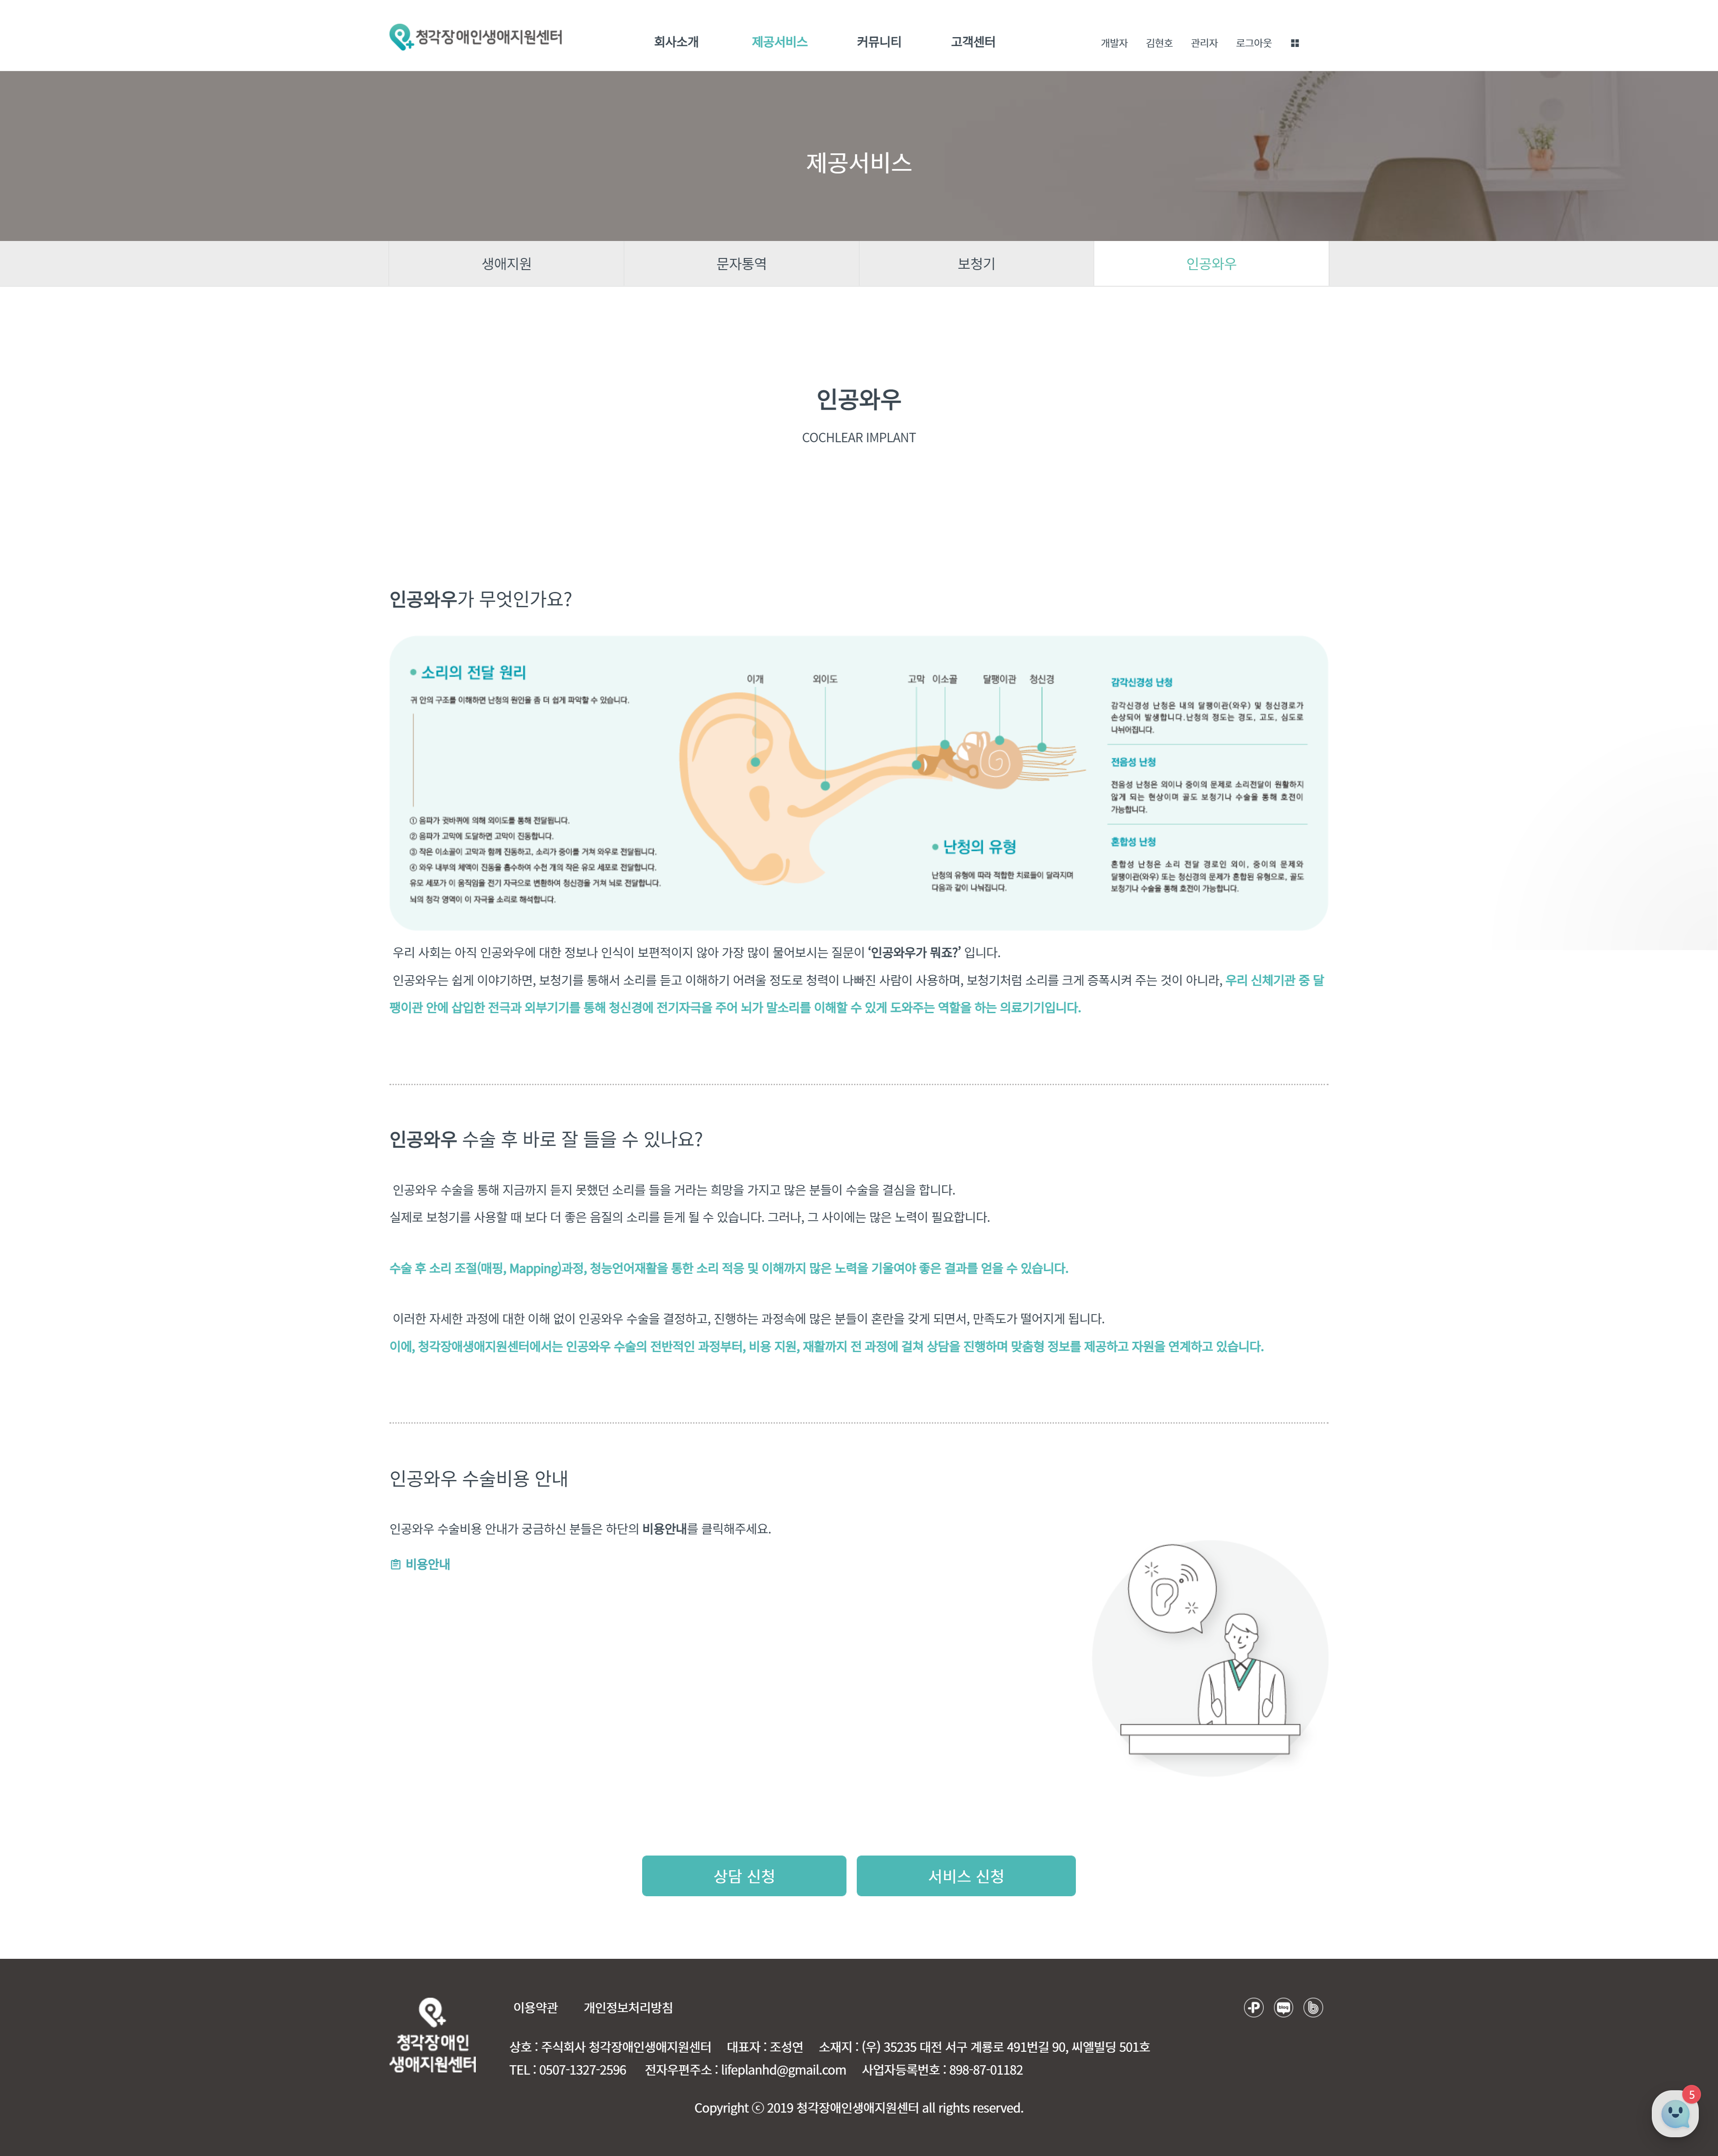 청각장애인생애지원센터
회사소개 제공서비스 커뮤니티 고객센터
개발자 김현호 관리자 로그아웃
제공서비스
생애지원 문자통역 보청기 인공와우
인공와우
COCHLEAR IMPLANT
인공와우가 무엇인가요?
소리의 전달 원리
귀 안의 구조를 이해하면 난청의 원인을 좀 더 쉽게 파악할 수 있습니다.
① 음파가 귓바퀴에 의해 외이도를 통해 전달됩니다.
② 음파가 고막에 도달하면 고막이 진동합니다.
③ 작은 이소골이 고막과 함께 진동하고, 소리가 중이를 거쳐 와우로 전달됩니다.
④ 와우 내부의 체액이 진동을 흡수하여 수천 개의 작은 유모 세포로 전달합니다.
유모 세포가 이 움직임을 전기 자극으로 변환하여 청신경을 거쳐 뇌로 전달합니다.
뇌의 청각 영역이 이 자극을 소리로 해석합니다.
이개 외이도 고막 이소골 달팽이관 청신경
난청의 유형
난청의 유형에 따라 적합한 치료들이 달라지며
다음과 같이 나눠집니다.
감각신경성 난청
감각신경성 난청은 내의 달팽이관(와우) 및 청신경로가
손상되어 발생합니다.난청의 정도는 경도, 고도, 심도로
나뉘어집니다.
전음성 난청
전음성 난청은 외이나 중이의 문제로 소리전달이 원활하지
않게 되는 현상이며 골도 보청기나 수술을 통해 호전이
가능합니다.
혼합성 난청
혼합성 난청은 소리 전달 경로인 외이, 중이의 문제와
달팽이관(와우) 또는 청신경의 문제가 혼합된 유형으로, 골도
보청기나 수술을 통해 호전이 가능합니다.
우리 사회는 아직 인공와우에 대한 정보나 인식이 보편적이지 않아 가장 많이 물어보시는 질문이 ‘인공와우가 뭐죠?’ 입니다.
인공와우는 쉽게 이야기하면, 보청기를 통해서 소리를 듣고 이해하기 어려울 정도로 청력이 나빠진 사람이 사용하며, 보청기처럼 소리를 크게 증폭시켜 주는 것이 아니라, 우리 신체기관 중 달
팽이관 안에 삽입한 전극과 외부기기를 통해 청신경에 전기자극을 주어 뇌가 말소리를 이해할 수 있게 도와주는 역할을 하는 의료기기입니다.
인공와우 수술 후 바로 잘 들을 수 있나요?
인공와우 수술을 통해 지금까지 듣지 못했던 소리를 들을 거라는 희망을 가지고 많은 분들이 수술을 결심을 합니다.
실제로 보청기를 사용할 때 보다 더 좋은 음질의 소리를 듣게 될 수 있습니다. 그러나, 그 사이에는 많은 노력이 필요합니다.
수술 후 소리 조절(매핑, Mapping)과정, 청능언어재활을 통한 소리 적응 및 이해까지 많은 노력을 기울여야 좋은 결과를 얻을 수 있습니다.
이러한 자세한 과정에 대한 이해 없이 인공와우 수술을 결정하고, 진행하는 과정속에 많은 분들이 혼란을 갖게 되면서, 만족도가 떨어지게 됩니다.
이에, 청각장애생애지원센터에서는 인공와우 수술의 전반적인 과정부터, 비용 지원, 재활까지 전 과정에 걸쳐 상담을 진행하며 맞춤형 정보를 제공하고 자원을 연계하고 있습니다.
인공와우 수술비용 안내
인공와우 수술비용 안내가 궁금하신 분들은 하단의 비용안내를 클릭해주세요.
비용안내
상담 신청 서비스 신청
청각장애인
생애지원센터
이용약관 개인정보처리방침
상호 : 주식회사 청각장애인생애지원센터 대표자 : 조성연 소재지 : (우) 35235 대전 서구 계룡로 491번길 90, 씨엘빌딩 501호
TEL : 0507-1327-2596 전자우편주소 : lifeplanhd@gmail.com 사업자등록번호 : 898-87-01182
Copyright ⓒ 2019 청각장애인생애지원센터 all rights reserved.
P
blog
b
5